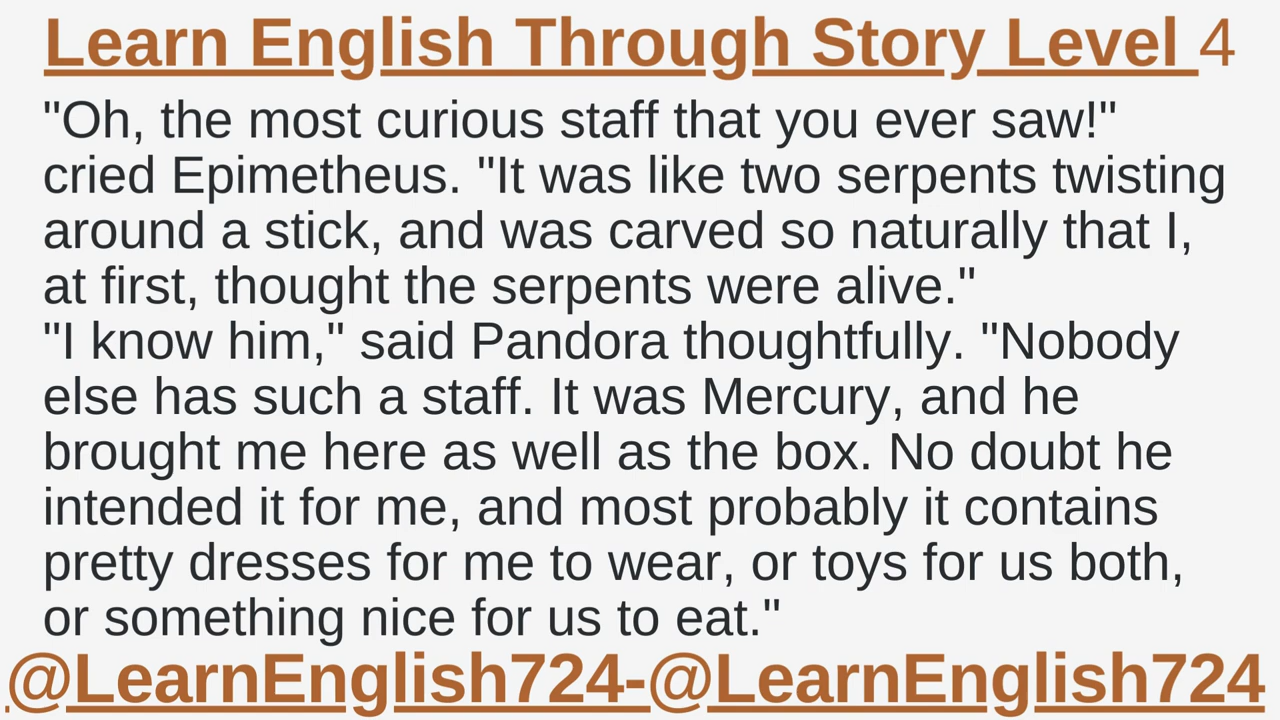 Learn English Through Story Level 4
"Oh, the most curious staff that you ever saw!"
cried Epimetheus. "It was like two serpents twisting
around a stick, and was carved so naturally that I,
at first, thought the serpents were alive."
"I know him," said Pandora thoughtfully. "Nobody
else has such a staff. It was Mercury, and he
brought me here as well as the box. No doubt he
intended it for me, and most probably it contains
pretty dresses for me to wear, or toys for us both,
or something nice for us to eat."
@LearnEnglish724-@LearnEnglish724